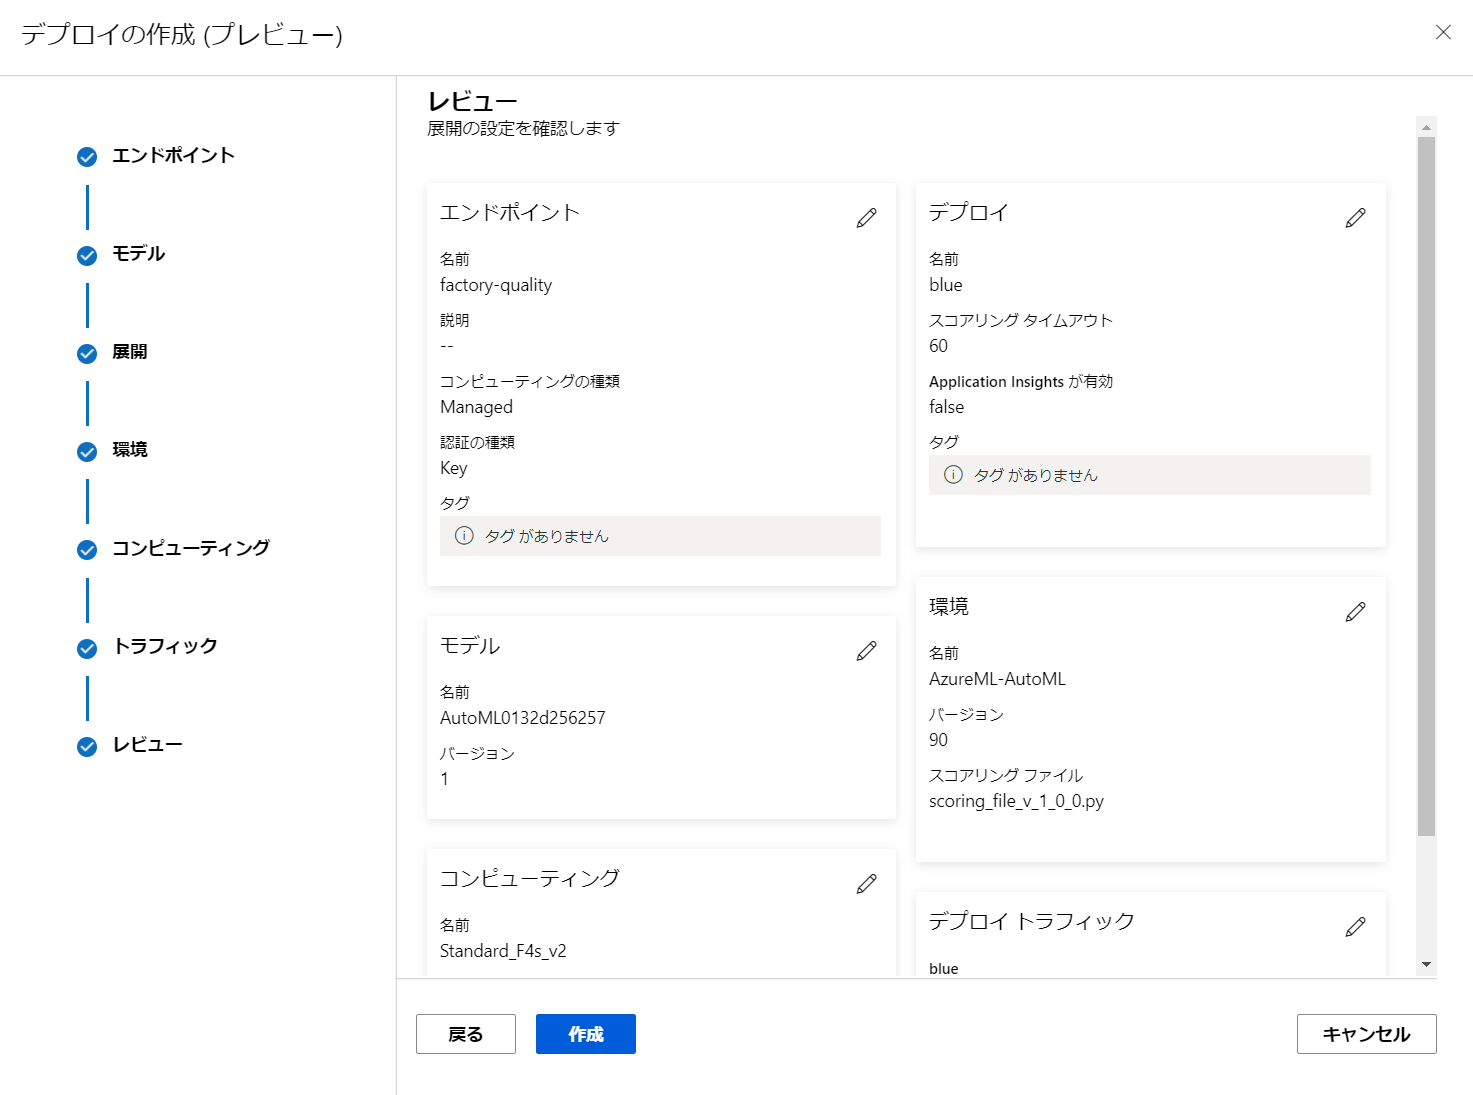 デプロイの作成 (プレビュー)
エンドポイント
モデル
展開
環境
コンピューティング
トラフィック
レビュー
レビュー
展開の設定を確認します
エンドポイント
名前
factory-quality
説明
--
コンピューティングの種類
Managed
認証の種類
Key
タグ
タグ がありません
モデル
名前
AutoML0132d256257
バージョン
1
コンピューティング
名前
Standard_F4s_v2
デプロイ
名前
blue
スコアリング タイムアウト
60
Application Insights が有効
false
タグ
タグ がありません
環境
名前
AzureML-AutoML
バージョン
90
スコアリング ファイル
scoring_file_v_1_0_0.py
デプロイ トラフィック
blue
戻る
作成
キャンセル